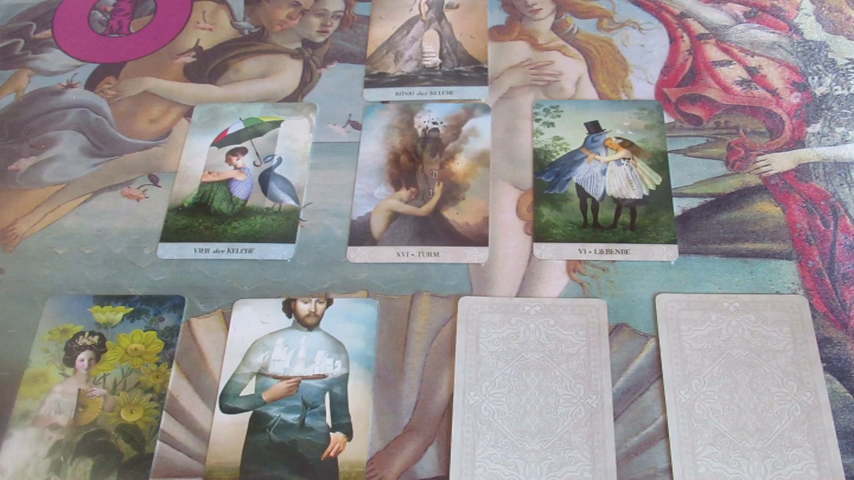 KÖNIG der KELCHE
VIER der KELCHE
XVI - TURM
VI - LIEBENDE